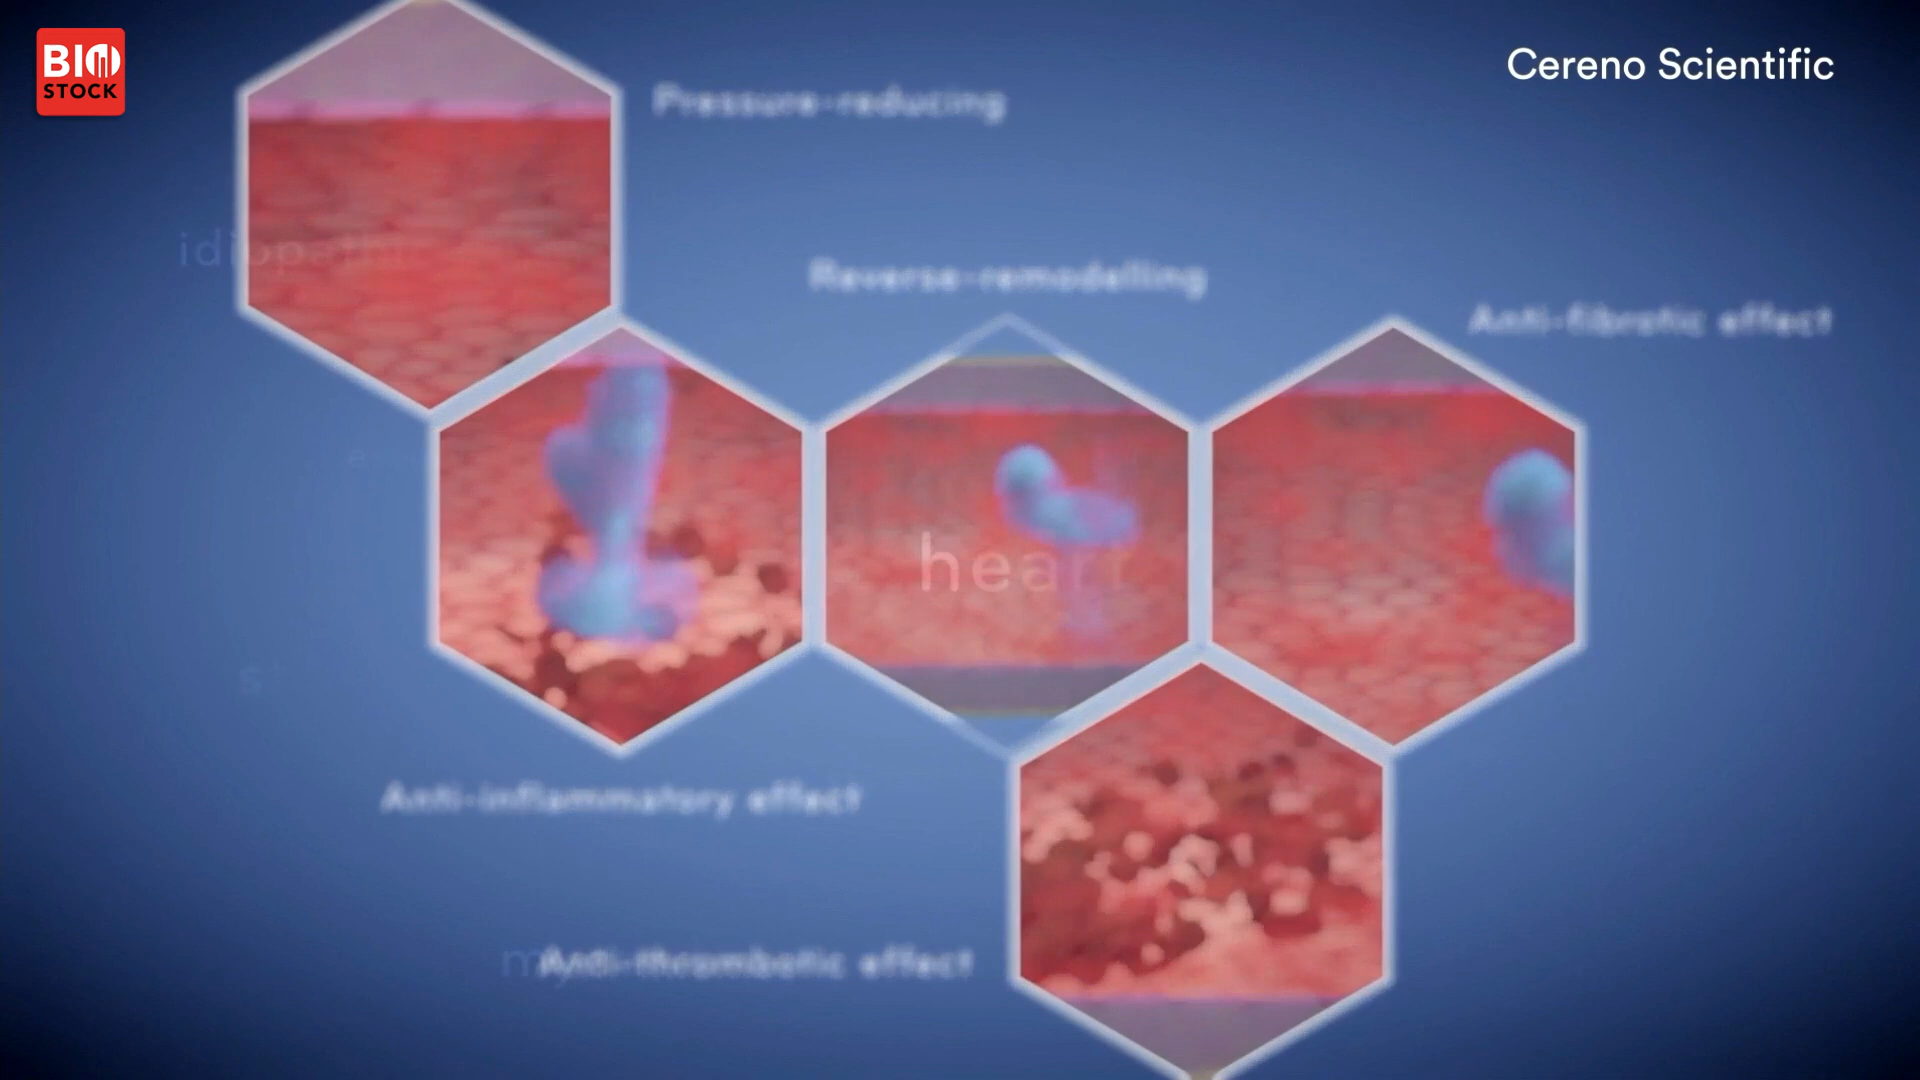 BIO
STOCK
Cereno Scientific
Pressure-reducing
Reverse-remodelling
Anti-fibrotic effect
heart
Anti-inflammatory effect
Anti-thrombotic effect